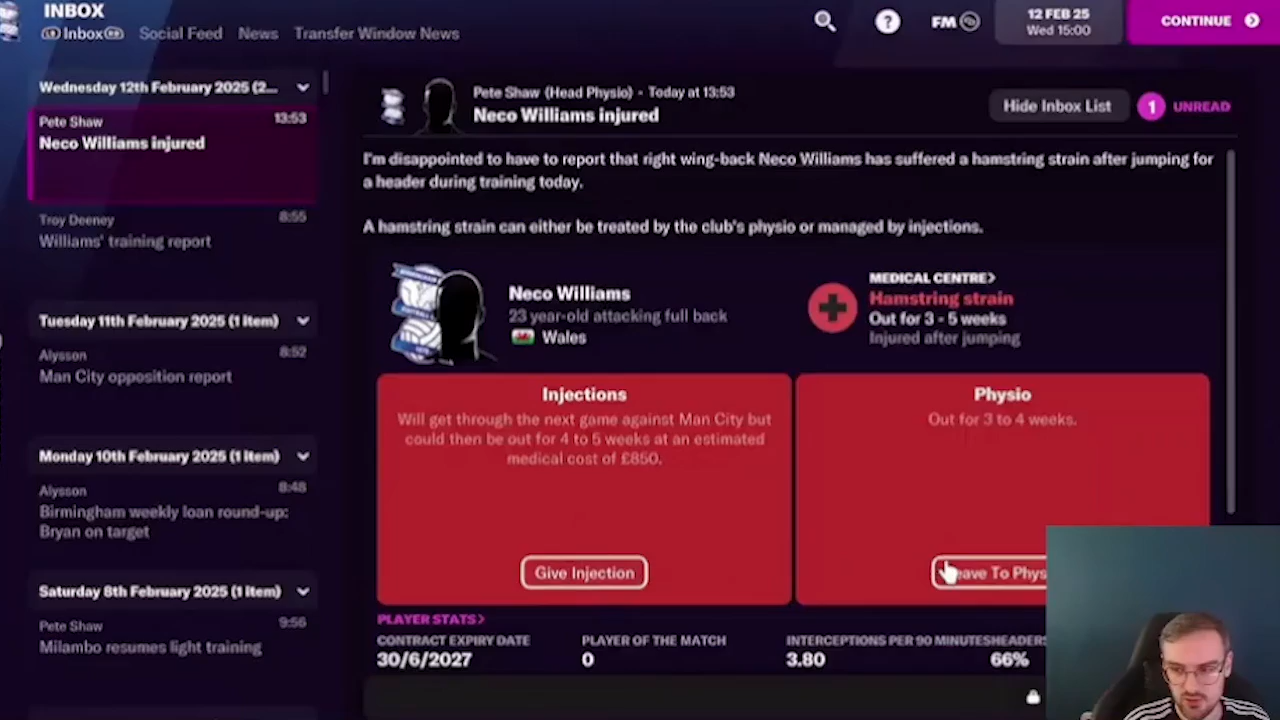 INBOX
Inbox
Social Feed
News
Transfer Window News
FM
12 FEB 25
Wed 15:00
CONTINUE
Wednesday 12th February 2025 (2...
Pete Shaw
13:53
Neco Williams injured
Troy Deeney
8:55
Williams' training report
Tuesday 11th February 2025 (1 item)
Alysson
8:52
Man City opposition report
Monday 10th February 2025 (1 item)
Alysson
8:48
Birmingham weekly loan round-up:
Bryan on target
Saturday 8th February 2025 (1 item)
Pete Shaw
9:56
Milambo resumes light training
Pete Shaw (Head Physio) - Today at 13:53
Neco Williams injured
Hide Inbox List
1 UNREAD
I'm disappointed to have to report that right wing-back Neco Williams has suffered a hamstring strain after jumping for
a header during training today.
A hamstring strain can either be treated by the club's physio or managed by injections.
Neco Williams
23 year-old attacking full back
Wales
MEDICAL CENTRE>
Hamstring strain
Out for 3 - 5 weeks
Injured after jumping
Injections
Will get through the next game against Man City but
could then be out for 4 to 5 weeks at an estimated
medical cost of £850.
Give Injection
Physio
Out for 3 to 4 weeks.
eave To Phys
PLAYER STATS>
CONTRACT EXPIRY DATE
30/6/2027
PLAYER OF THE MATCH
0
INTERCEPTIONS PER 90 MINUTES
3.80
HEADERS
66%